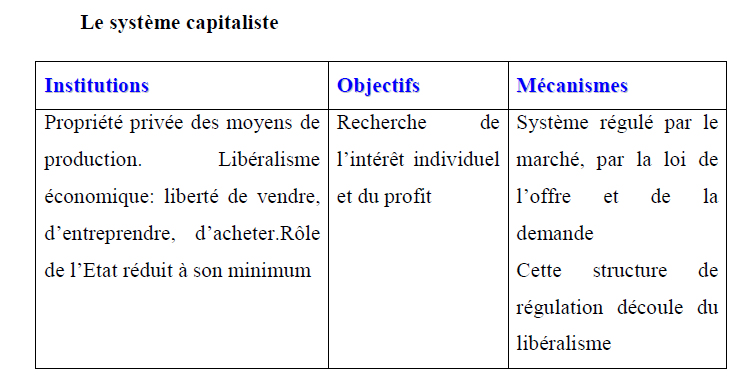 Le système capitaliste
Institutions
Objectifs
Mécanismes
Propriété privée des moyens de
production. Libéralisme
économique: liberté de vendre,
d’entreprendre, d’acheter.Rôle
de l’Etat réduit à son minimum
Recherche de
l’intérêt individuel
et du profit
Système régulé par le
marché, par la loi de
l’offre et de la
demande
Cette structure de
régulation découle du
libéralisme